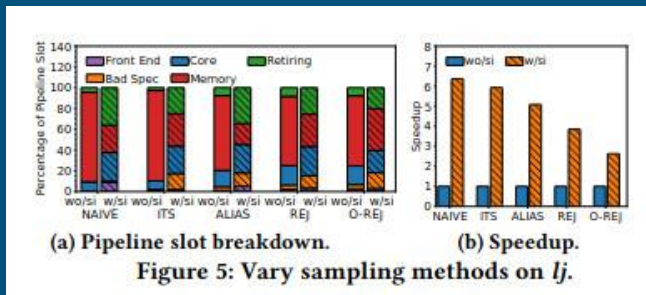 140
120
100
80
60
40
20
0
Percentage of Pipeline Slot
Front End Core Retiring
Bad Spec Memory
wo/si w/si wo/si w/si wo/si w/si wo/si w/si wo/si w/si
NAIVE ITS ALIAS REJ O-REJ
(a) Pipeline slot breakdown.
8
7
6
5
4
3
2
1
0
Speedup
wo/si w/si
NAIVE ITS ALIAS REJ O-REJ
(b) Speedup.
Figure 5: Vary sampling methods on lj.